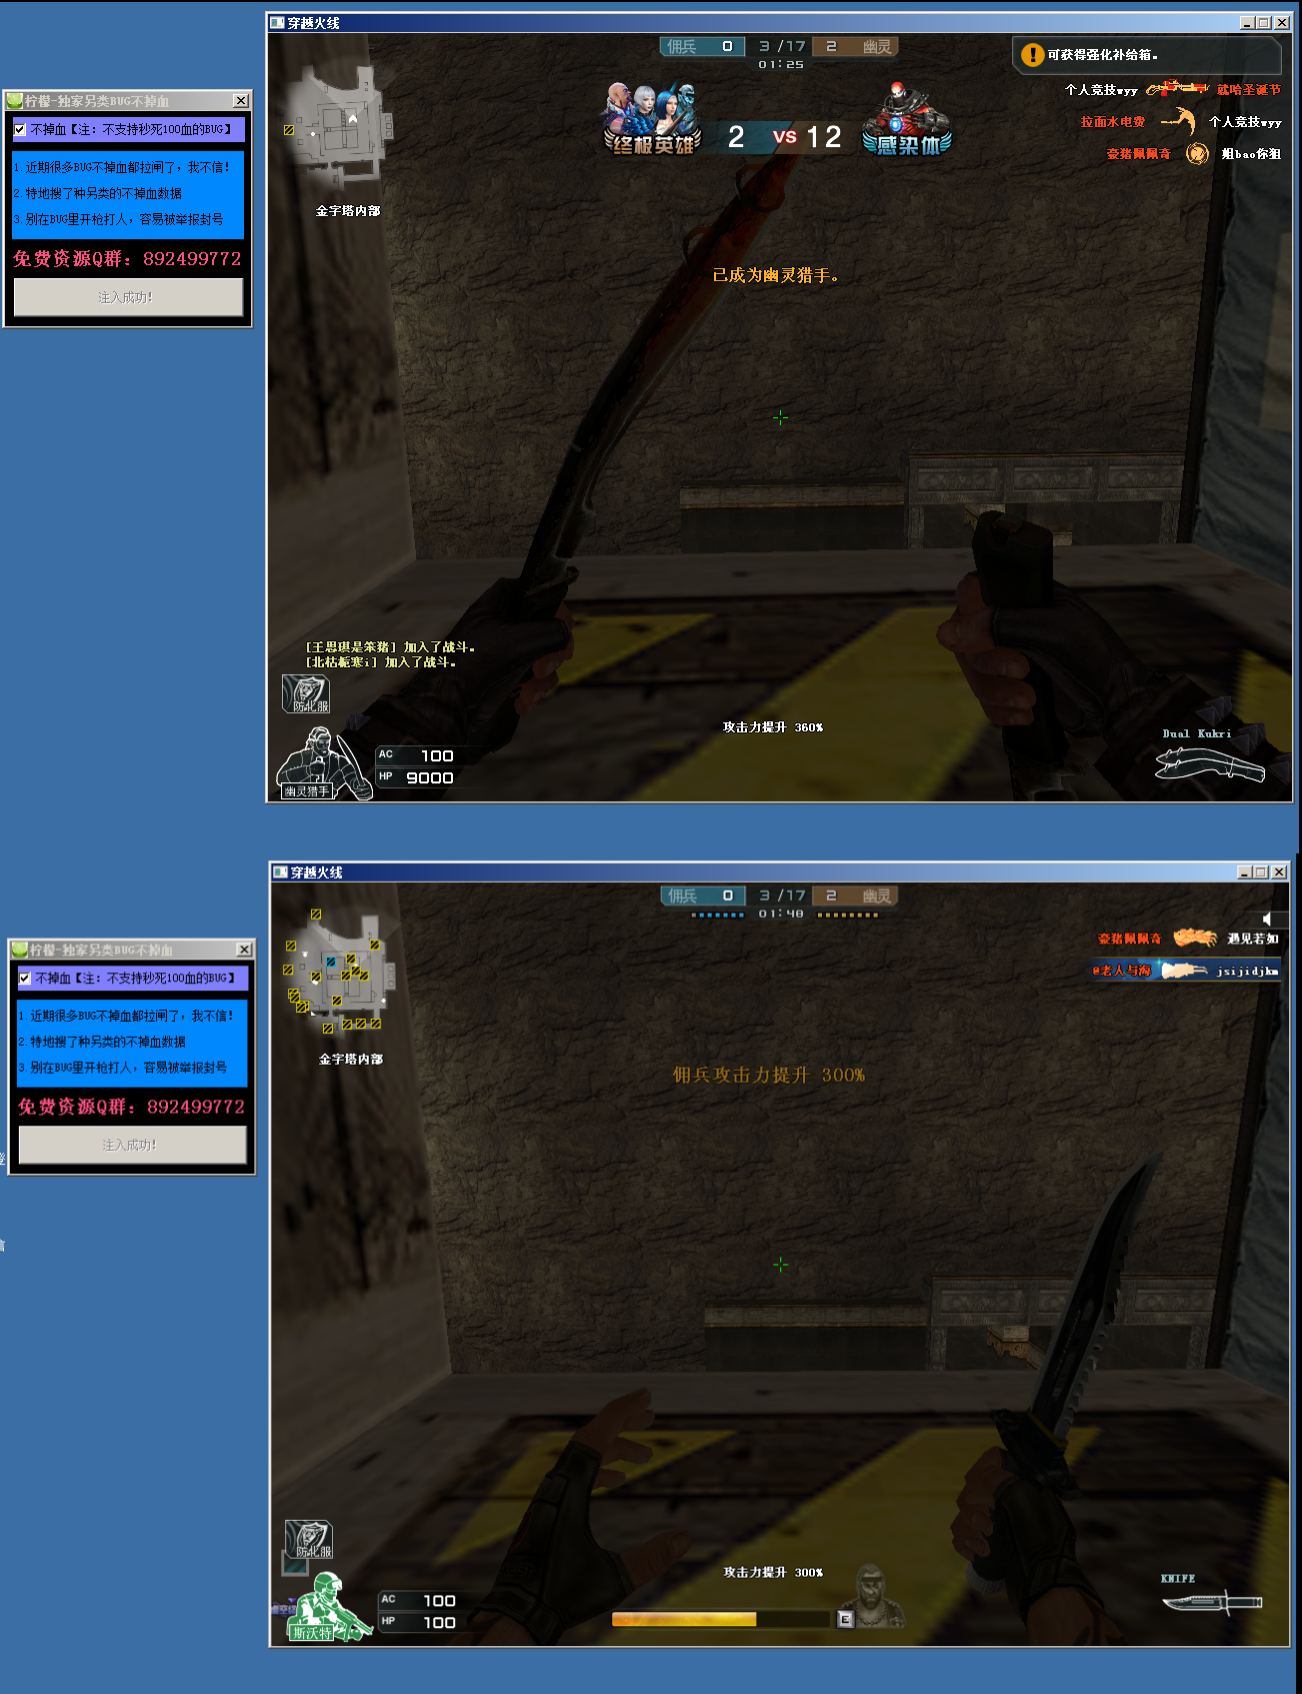 穿越火线
佣兵 0 3 /17 2 幽灵
01:25
可获得强化补给箱。
个人竞技wyy 就哈圣诞节
拉面水电费 个人竞技wyy
豪猪佩佩奇 姐bao你狙
终极英雄 2 VS 12 感染体
金字塔内部
已成为幽灵猎手。
柠檬-独家另类BUG不掉血
不掉血【注：不支持秒死100血的BUG】
1.近期很多BUG不掉血都拉闸了，我不信！
2.特地搜了种另类的不掉血数据
3.别在BUG里开枪打人，容易被举报封号
免费资源Q群：892499772
注入成功!
[王思琪是笨猪] 加入了战斗。
[北枯栀寒i] 加入了战斗。
防化服
攻击力提升 360%
Dual Kukri
AC 100
HP 9000
幽灵猎手
穿越火线
佣兵 0 3 /17 2 幽灵
01:40
豪猪佩佩奇 遇见若如
@老人与海 jsijidjkm
金字塔内部
佣兵攻击力提升 300%
柠檬-独家另类BUG不掉血
不掉血【注：不支持秒死100血的BUG】
1.近期很多BUG不掉血都拉闸了，我不信！
2.特地搜了种另类的不掉血数据
3.别在BUG里开枪打人，容易被举报封号
免费资源Q群：892499772
注入成功!
防化服
攻击力提升 300%
KNIFE
AC 100
HP 100
E
斯沃特